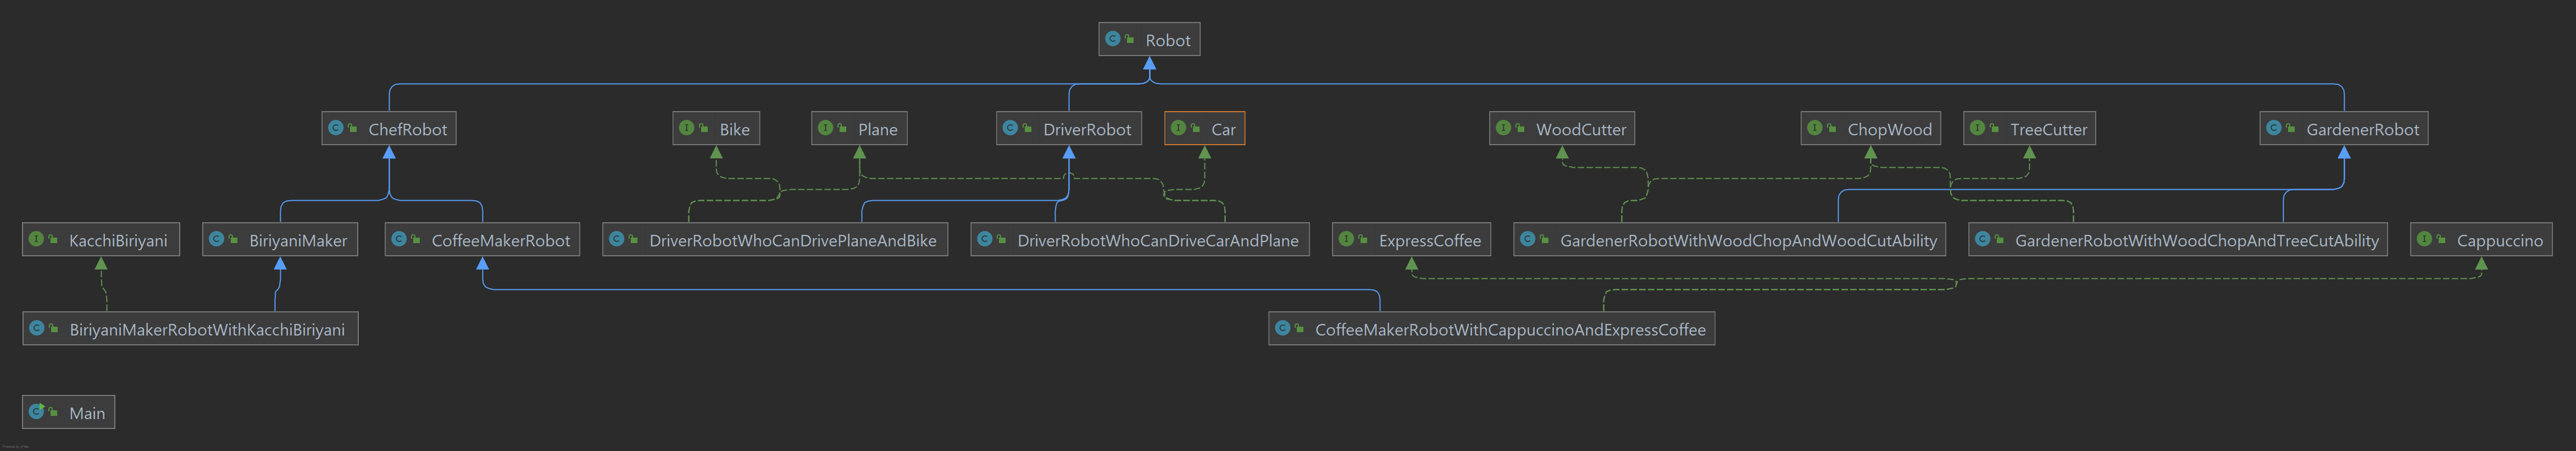 Robot
ChefRobot
Bike
Plane
DriverRobot
Car
WoodCutter
ChopWood
TreeCutter
GardenerRobot
KacchiBiriyani
BiriyaniMaker
CoffeeMakerRobot
DriverRobotWhoCanDrivePlaneAndBike
DriverRobotWhoCanDriveCarAndPlane
ExpressCoffee
GardenerRobotWithWoodChopAndWoodCutAbility
GardenerRobotWithWoodChopAndTreeCutAbility
Cappuccino
BiriyaniMakerRobotWithKacchiBiriyani
CoffeeMakerRobotWithCappuccinoAndExpressCoffee
Main